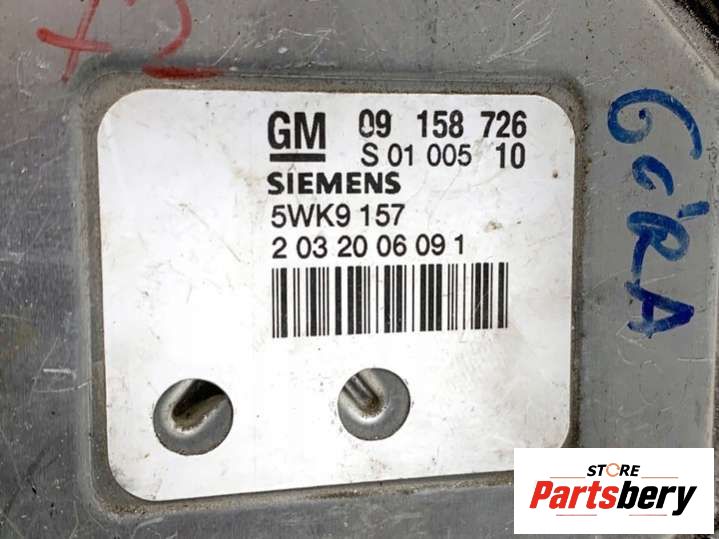 GM 09 158 726
S 01 005 10
SIEMENS
5WK9 157
2 03 20 06 09 1
STORE
Partsbery